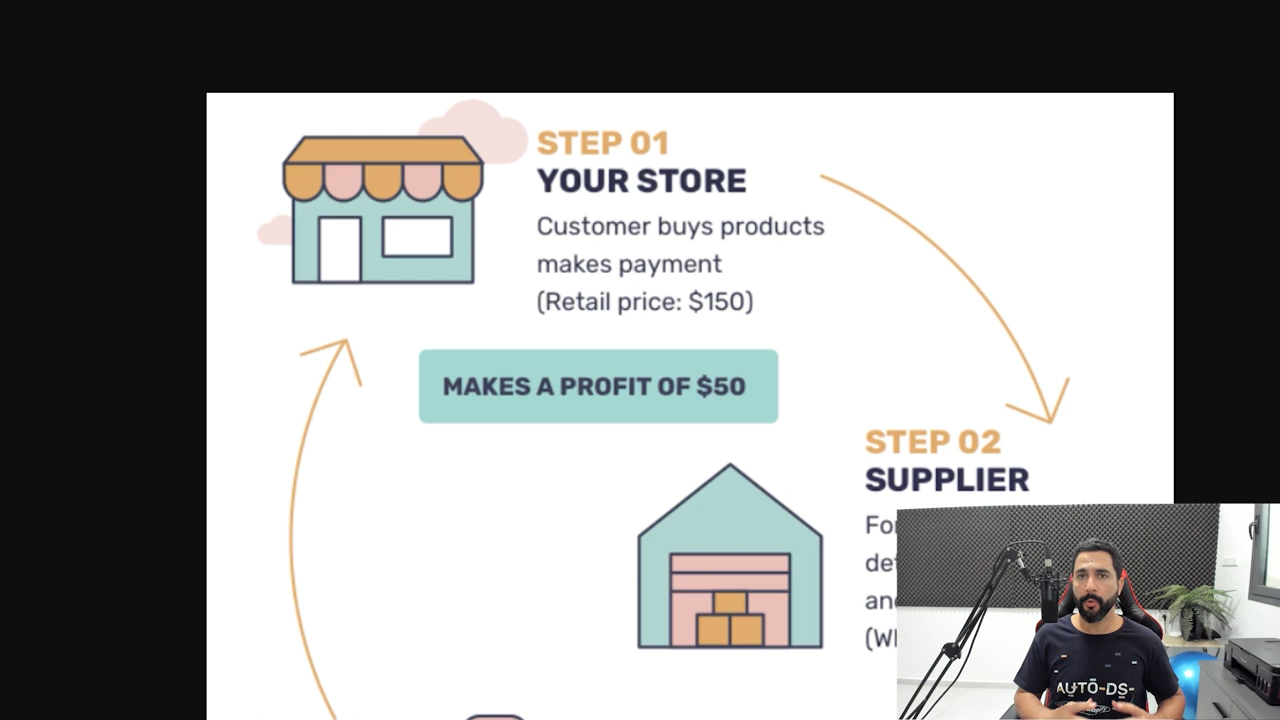 STEP 01
YOUR STORE
Customer buys products
makes payment
(Retail price: $150)
MAKES A PROFIT OF $50
STEP 02
SUPPLIER
AUTO-DS-